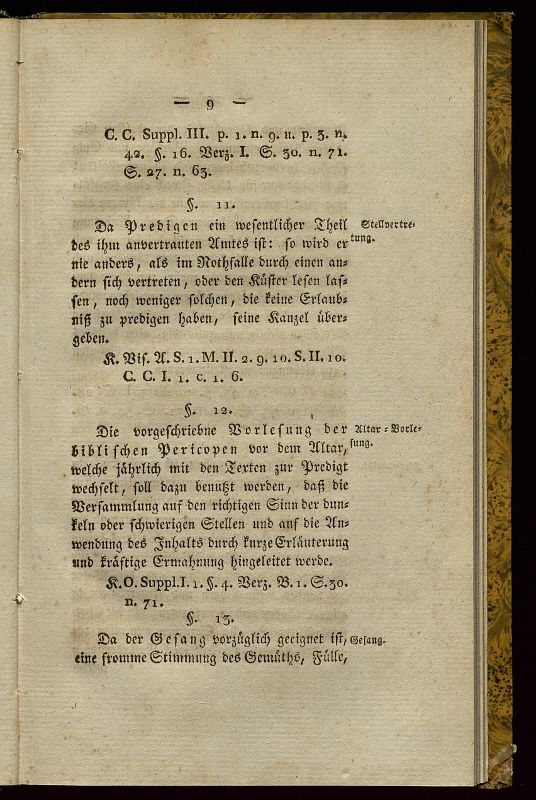 — 9 —
C. C. Suppl. III. p. 1. n. 9. u. p. 3. n.
42. §. 16. Verz. I. S. 30. n. 71.
S. 27. n. 63.
§. 11.
Da Predigen ein wesentlicher Theil
des ihm anvertrauten Amtes ist: so wird er
nie anders, als im Nothfalle durch einen an-
dern sich vertreten, oder den Küster lesen las-
sen, noch weniger solchen, die keine Erlaub-
niß zu predigen haben, seine Kanzel über-
geben.
Stellvertre-
tung.
K. Vis. A. S. 1. M. II. 2. 9. 10. S. II. 10.
C. C. I. 1. c. 1. 6.
§. 12.
Die vorgeschriebne Vorlesung der
biblischen Pericopen vor dem Altar,
welche jährlich mit den Texten zur Predigt
wechselt, soll dazu benutzt werden, daß die
Versammlung auf den richtigen Sinn der dun-
keln oder schwierigen Stellen und auf die An-
wendung des Inhalts durch kurze Erläuterung
und kräftige Ermahnung hingeleitet werde.
Altar-Vorle-
sung.
K. O. Suppl. I. 1. §. 4. Verz. B. 1. S. 30.
n. 71.
§. 13.
Da der Gesang vorzüglich geeignet ist,
eine fromme Stimmung des Gemüths, Fülle,
Gesang.